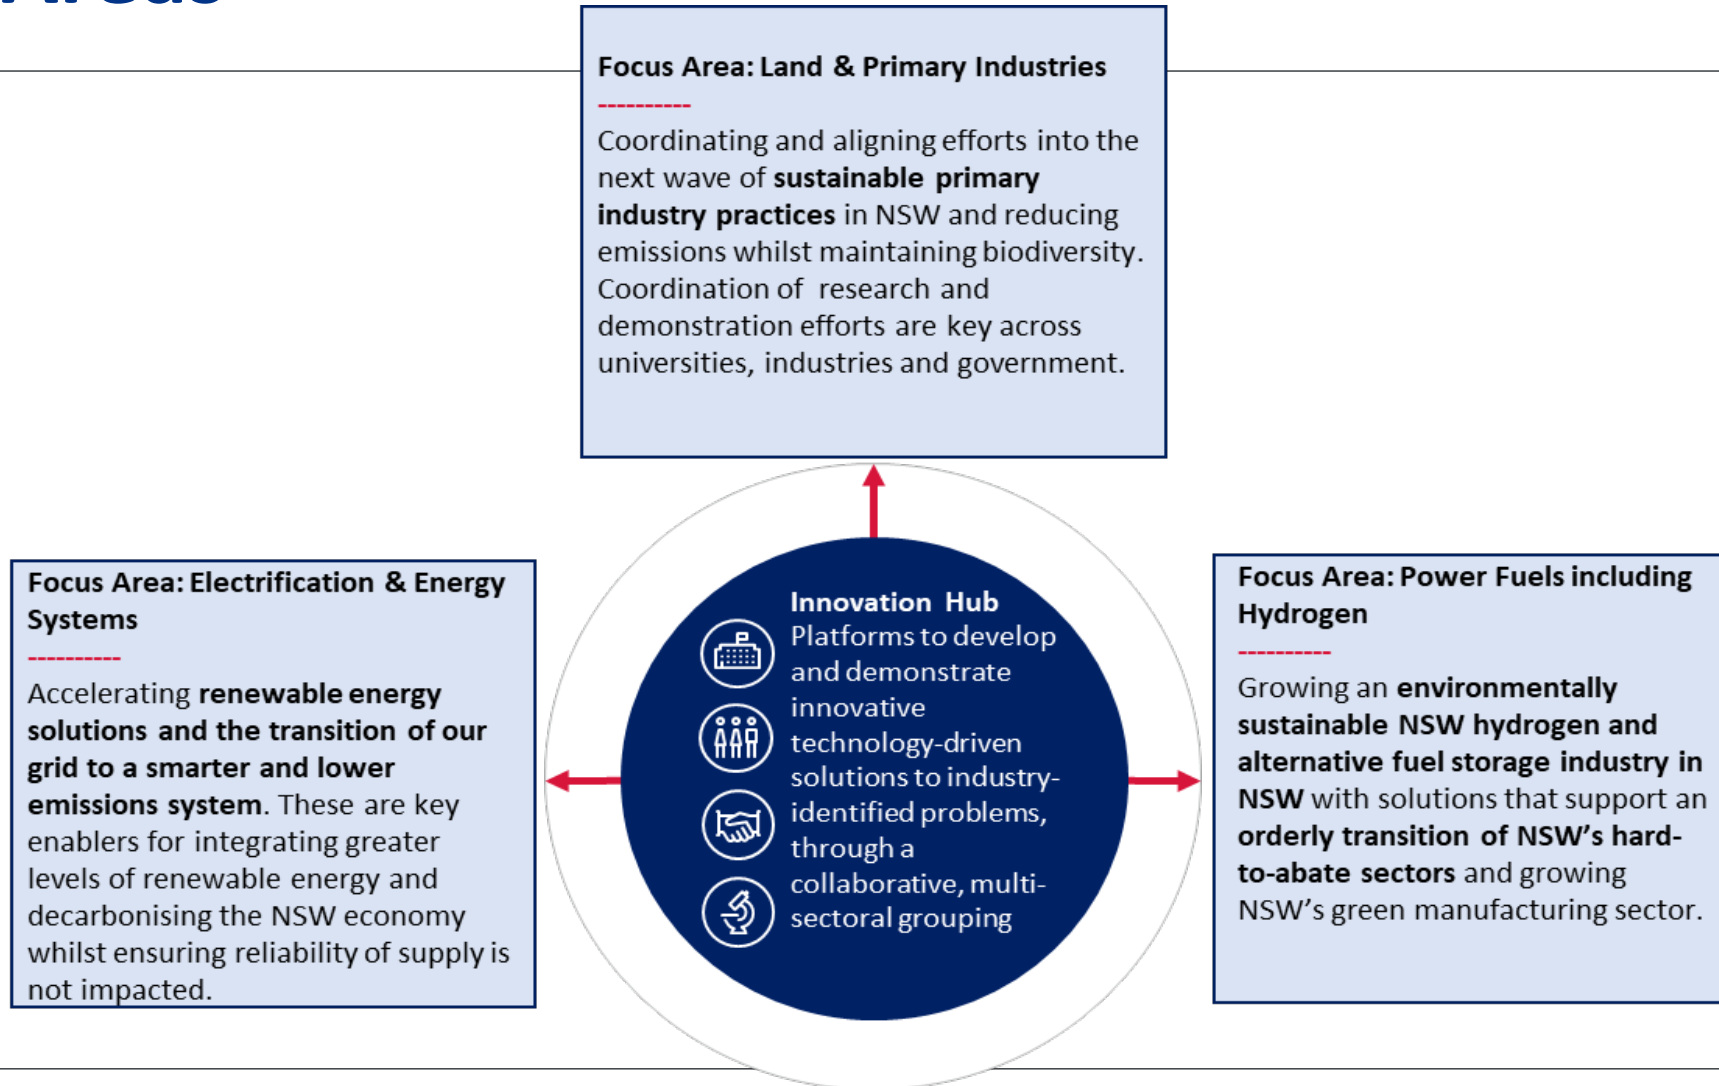 Areas
Focus Area: Land & Primary Industries
----------
Coordinating and aligning efforts into the
next wave of sustainable primary
industry practices in NSW and reducing
emissions whilst maintaining biodiversity.
Coordination of research and
demonstration efforts are key across
universities, industries and government.
Focus Area: Electrification & Energy
Systems
----------
Accelerating renewable energy
solutions and the transition of our
grid to a smarter and lower
emissions system. These are key
enablers for integrating greater
levels of renewable energy and
decarbonising the NSW economy
whilst ensuring reliability of supply is
not impacted.
Innovation Hub
Platforms to develop
and demonstrate
innovative
technology-driven
solutions to industry-
identified problems,
through a
collaborative, multi-
sectoral grouping
Focus Area: Power Fuels including
Hydrogen
----------
Growing an environmentally
sustainable NSW hydrogen and
alternative fuel storage industry in
NSW with solutions that support an
orderly transition of NSW’s hard-
to-abate sectors and growing
NSW’s green manufacturing sector.